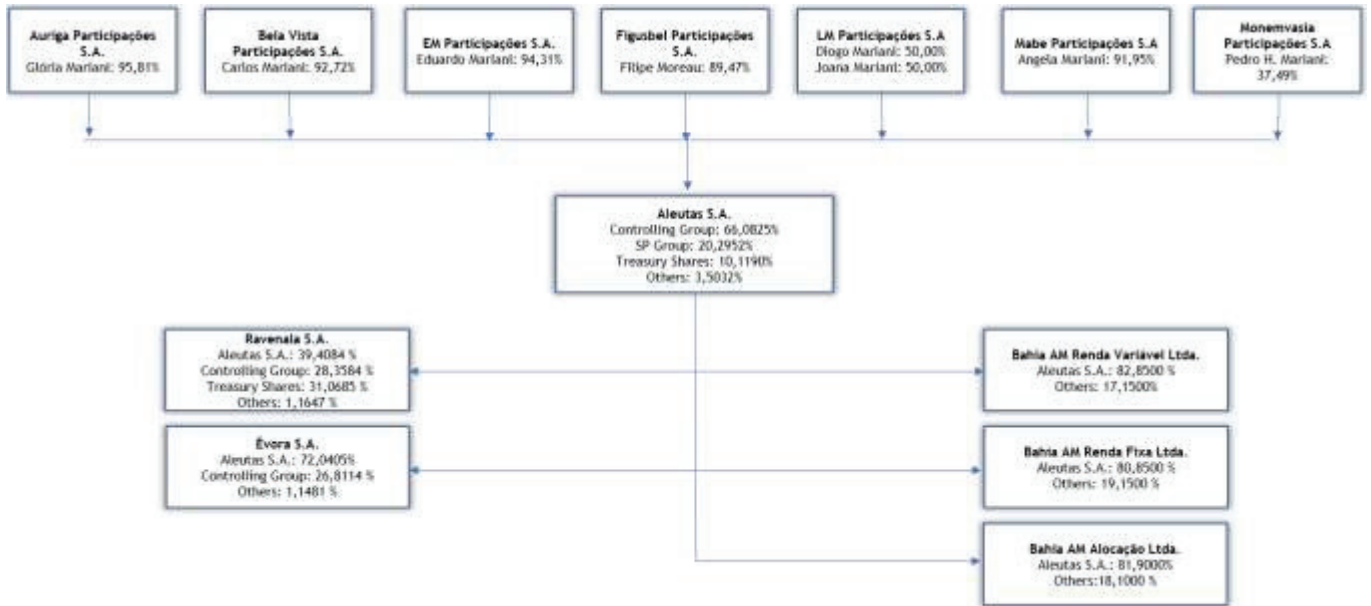 Auriga Participações
S.A.
Glória Mariani: 95,81%
Bela Vista
Participações S.A.
Carlos Mariani: 92,72%
EM Participações S.A.
Eduardo Mariani: 94,31%
Figusbel Participações
S.A.
Filipe Moreau: 89,47%
LM Participações S.A
Diogo Mariani: 50,00%
Joana Mariani: 50,00%
Mabe Participações S.A
Angela Mariani: 91,95%
Monemvasia
Participações S.A
Pedro H. Mariani:
37,49%
Aleutas S.A.
Controlling Group: 66,0825%
SP Group: 20,2952%
Treasury Shares: 10,1190%
Others: 3,5032%
Ravenala S.A.
Aleutas S.A.: 39,4084 %
Controlling Group: 28,3584 %
Treasury Shares: 31,0685 %
Others: 1,1647 %
Bahia AM Renda Variável Ltda.
Aleutas S.A.: 82,8500 %
Others: 17,1500%
Évora S.A.
Aleutas S.A.: 72,0405%
Controlling Group: 26,8114 %
Others: 1,1481 %
Bahia AM Renda Fixa Ltda.
Aleutas S.A.: 80,8500 %
Others: 19,1500 %
Bahia AM Alocação Ltda.
Aleutas S.A.: 81,9000%
Others:18,1000 %